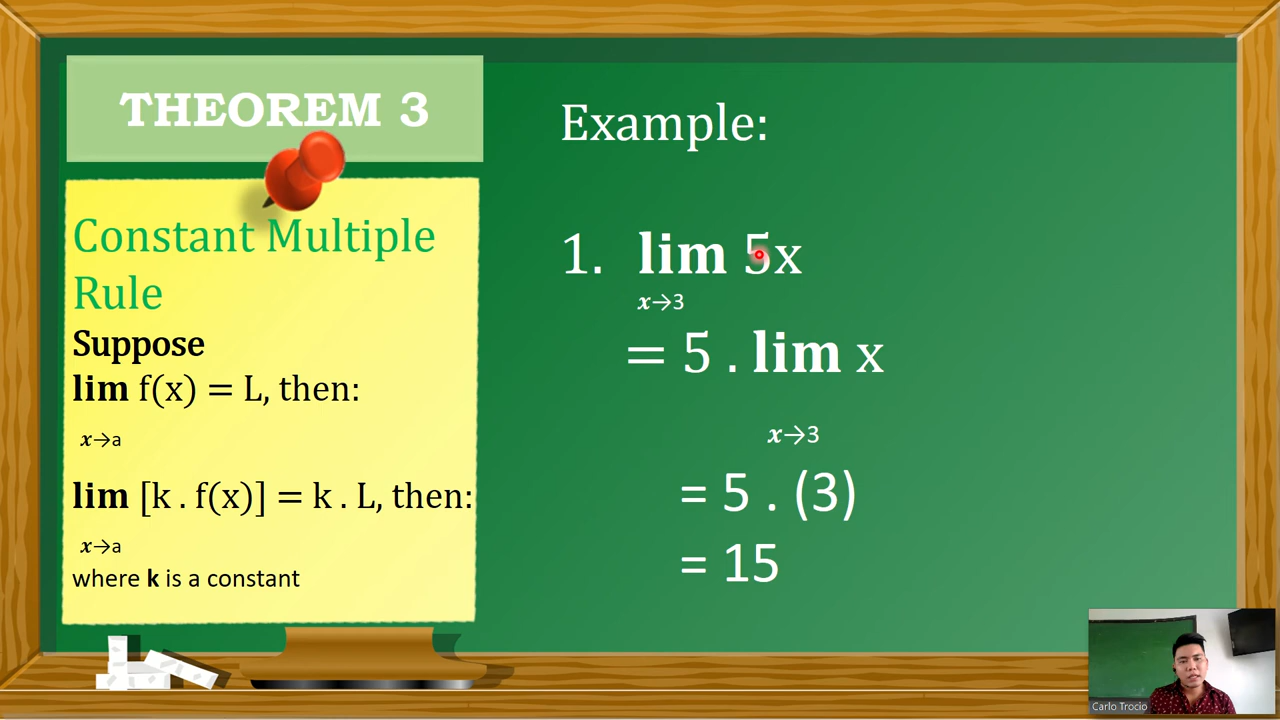 THEOREM 3
Constant Multiple
Rule
Suppose
lim f(x) = L, then:
x→a
lim [k . f(x)] = k . L, then:
x→a
where k is a constant
Example:
1. lim 5x
x→3
= 5 . lim x
x→3
= 5 . (3)
= 15
Carlo Trocio